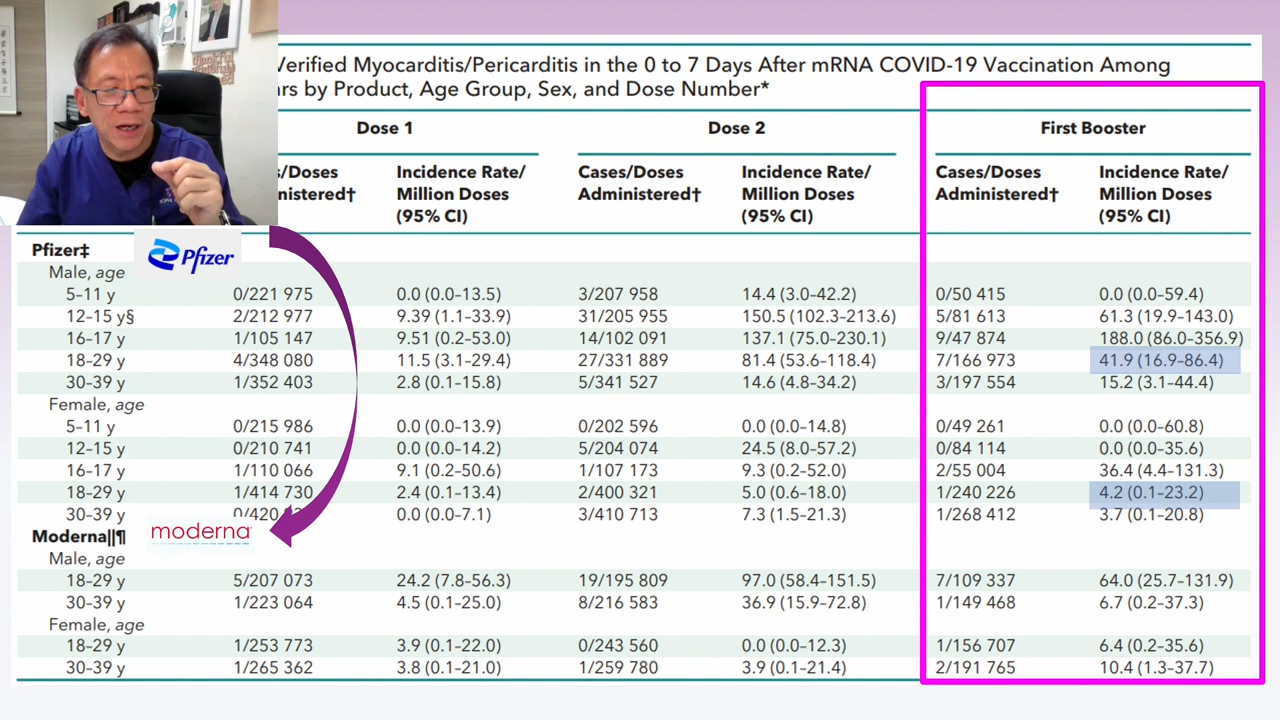 Verified Myocarditis/Pericarditis in the 0 to 7 Days After mRNA COVID-19 Vaccination Among
rs by Product, Age Group, Sex, and Dose Number*
Dose 1 Dose 2 First Booster
s/Doses Incidence Rate/ Cases/Doses Incidence Rate/ Cases/Doses Incidence Rate/
inistered† Million Doses Administered† Million Doses Administered† Million Doses
(95% CI) (95% CI) (95% CI)
Pfizer‡ Pfizer
Male, age
5–11 y 0/221 975 0.0 (0.0–13.5) 3/207 958 14.4 (3.0–42.2) 0/50 415 0.0 (0.0–59.4)
12–15 y§ 2/212 977 9.39 (1.1–33.9) 31/205 955 150.5 (102.3–213.6) 5/81 613 61.3 (19.9–143.0)
16–17 y 1/105 147 9.51 (0.2–53.0) 14/102 091 137.1 (75.0–230.1) 9/47 874 188.0 (86.0–356.9)
18–29 y 4/348 080 11.5 (3.1–29.4) 27/331 889 81.4 (53.6–118.4) 7/166 973 41.9 (16.9–86.4)
30–39 y 1/352 403 2.8 (0.1–15.8) 5/341 527 14.6 (4.8–34.2) 3/197 554 15.2 (3.1–44.4)
Female, age
5–11 y 0/215 986 0.0 (0.0–13.9) 0/202 596 0.0 (0.0–14.8) 0/49 261 0.0 (0.0–60.8)
12–15 y 0/210 741 0.0 (0.0–14.2) 5/204 074 24.5 (8.0–57.2) 0/84 114 0.0 (0.0–35.6)
16–17 y 1/110 066 9.1 (0.2–50.6) 1/107 173 9.3 (0.2–52.0) 2/55 004 36.4 (4.4–131.3)
18–29 y 1/414 730 2.4 (0.1–13.4) 2/400 321 5.0 (0.6–18.0) 1/240 226 4.2 (0.1–23.2)
30–39 y 0/420 0.0 (0.0–7.1) 3/410 713 7.3 (1.5–21.3) 1/268 412 3.7 (0.1–20.8)
Moderna||¶ moderna
Male, age
18–29 y 5/207 073 24.2 (7.8–56.3) 19/195 809 97.0 (58.4–151.5) 7/109 337 64.0 (25.7–131.9)
30–39 y 1/223 064 4.5 (0.1–25.0) 8/216 583 36.9 (15.9–72.8) 1/149 468 6.7 (0.2–37.3)
Female, age
18–29 y 1/253 773 3.9 (0.1–22.0) 0/243 560 0.0 (0.0–12.3) 1/156 707 6.4 (0.2–35.6)
30–39 y 1/265 362 3.8 (0.1–21.0) 1/259 780 3.9 (0.1–21.4) 2/191 765 10.4 (1.3–37.7)